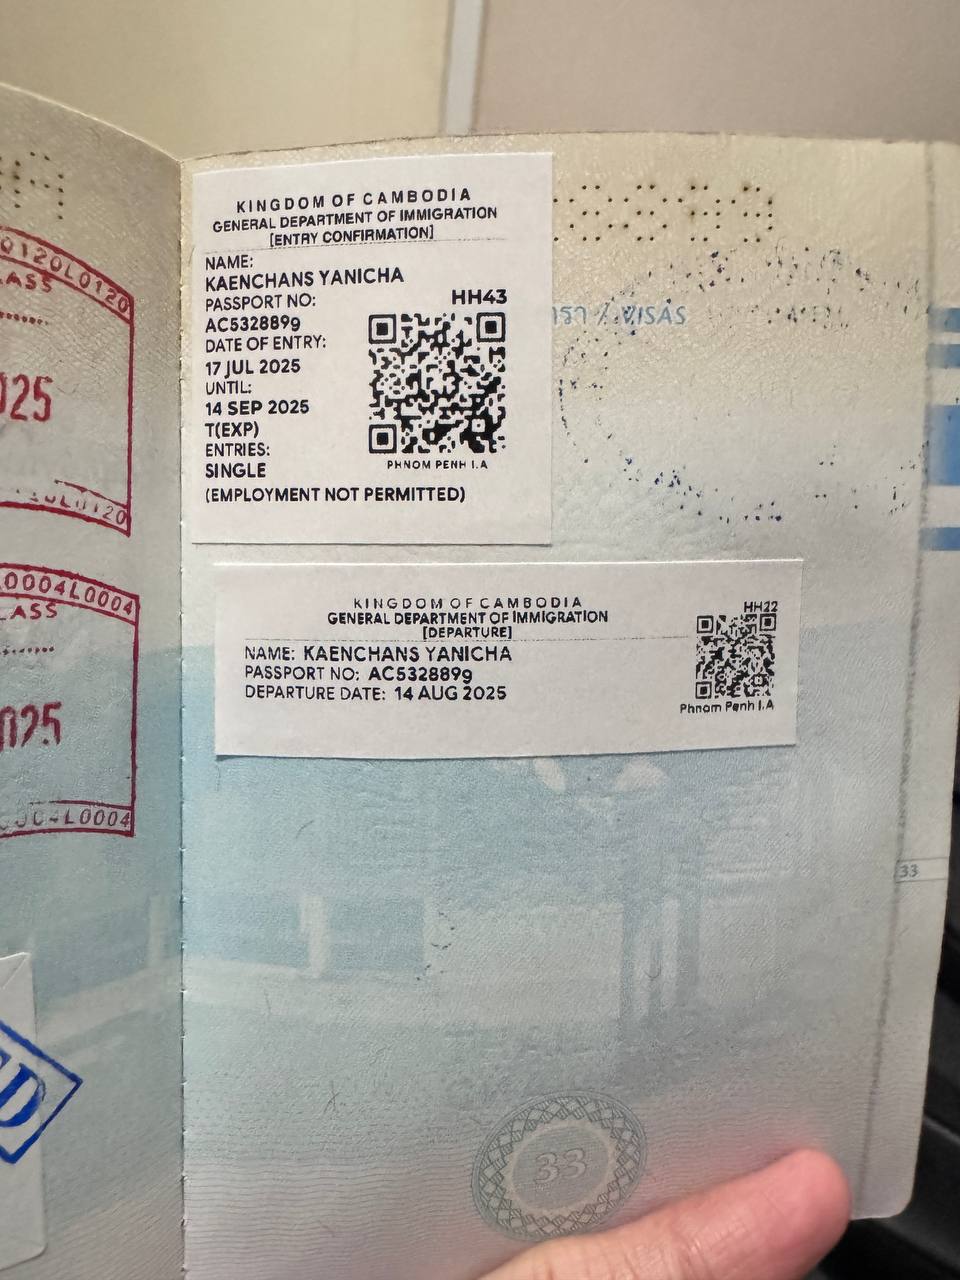 0120L0120
LASS
025
L0120
0004L0004
LASS
025
L0004
D
KINGDOM OF CAMBODIA
GENERAL DEPARTMENT OF IMMIGRATION
[ENTRY CONFIRMATION]
NAME:
KAENCHANS YANICHA
PASSPORT NO:
HH43
AC532889g
DATE OF ENTRY:
17 JUL 2025
UNTIL:
14 SEP 2025
T(EXP)
ENTRIES:
SINGLE
PHNOM PENH I.A
(EMPLOYMENT NOT PERMITTED)
/ VISAS
KINGDOM OF CAMBODIA
GENERAL DEPARTMENT OF IMMIGRATION
[DEPARTURE]
HH22
NAME: KAENCHANS YANICHA
PASSPORT NO: AC532889g
DEPARTURE DATE: 14 AUG 2025
Phnom Penh I.A
33
33